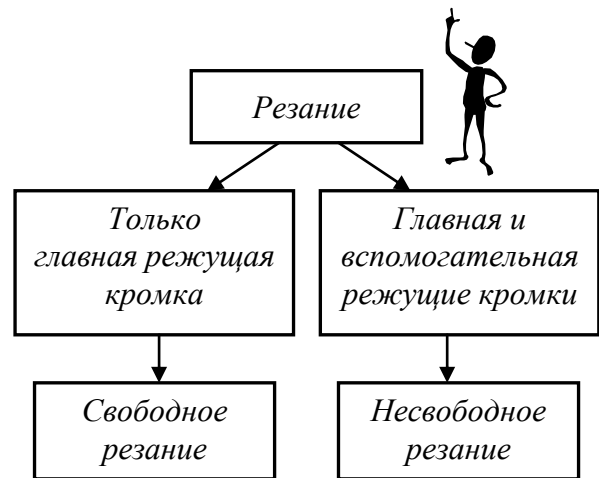 Резание
Только
главная режущая
кромка
Главная и
вспомогательная
режущие кромки
Свободное
резание
Несвободное
резание